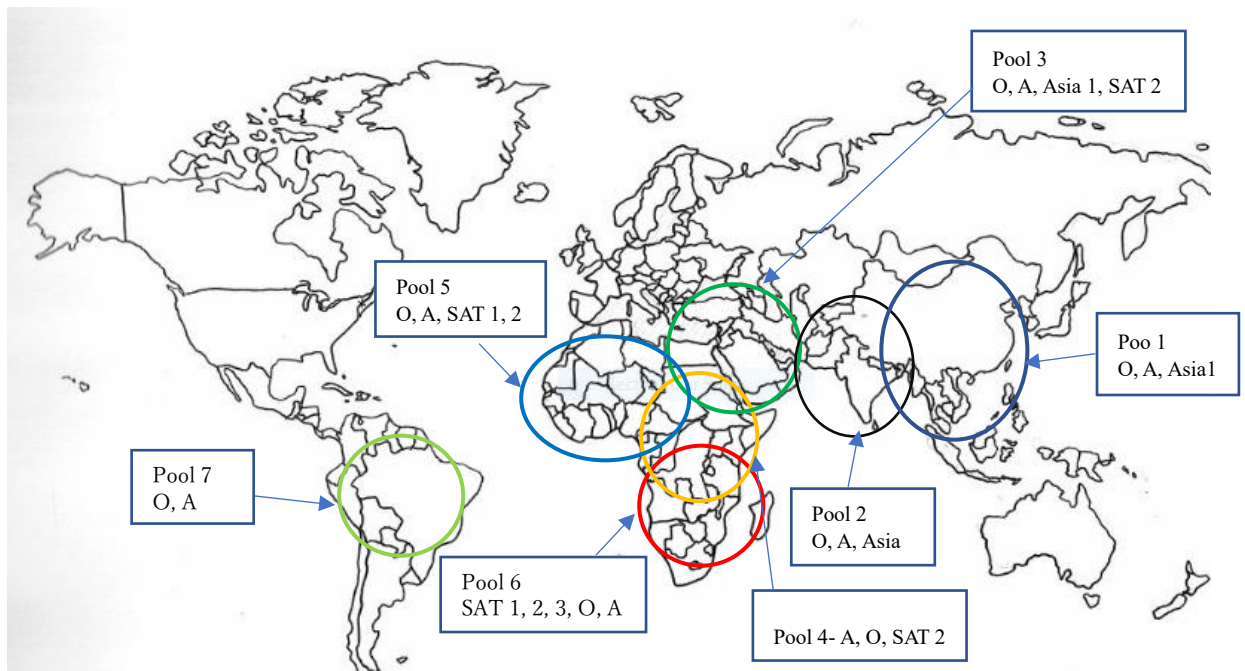 Pool 3
O, A, Asia 1, SAT 2
Pool 5
O, A, SAT 1, 2
Poo 1
O, A, Asia1
Pool 7
O, A
Pool 2
O, A, Asia
Pool 6
SAT 1, 2, 3, O, A
Pool 4- A, O, SAT 2